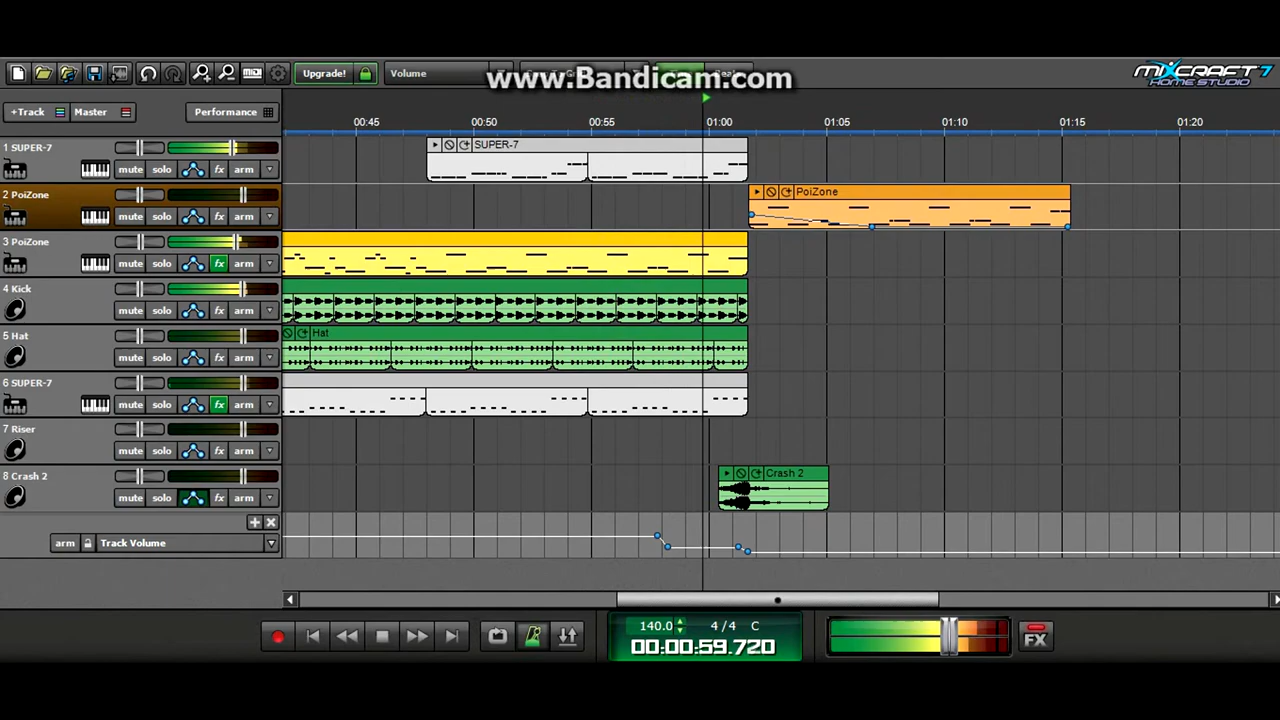 www.Bandicam.com
Upgrade!
Volume
MIXCRAFT 7
HOME STUDIO
+Track
Master
Performance
00:45 00:50 00:55 01:00 01:05 01:10 01:15 01:20
1 SUPER-7
mute solo fx arm
SUPER-7
2 PoiZone
mute solo fx arm
PoiZone
3 PoiZone
mute solo fx arm
4 Kick
mute solo fx arm
5 Hat
mute solo fx arm
Hat
6 SUPER-7
mute solo fx arm
7 Riser
mute solo fx arm
8 Crash 2
mute solo fx arm
Crash 2
arm Track Volume
140.0 4/4 C
00:00:59.720
FX